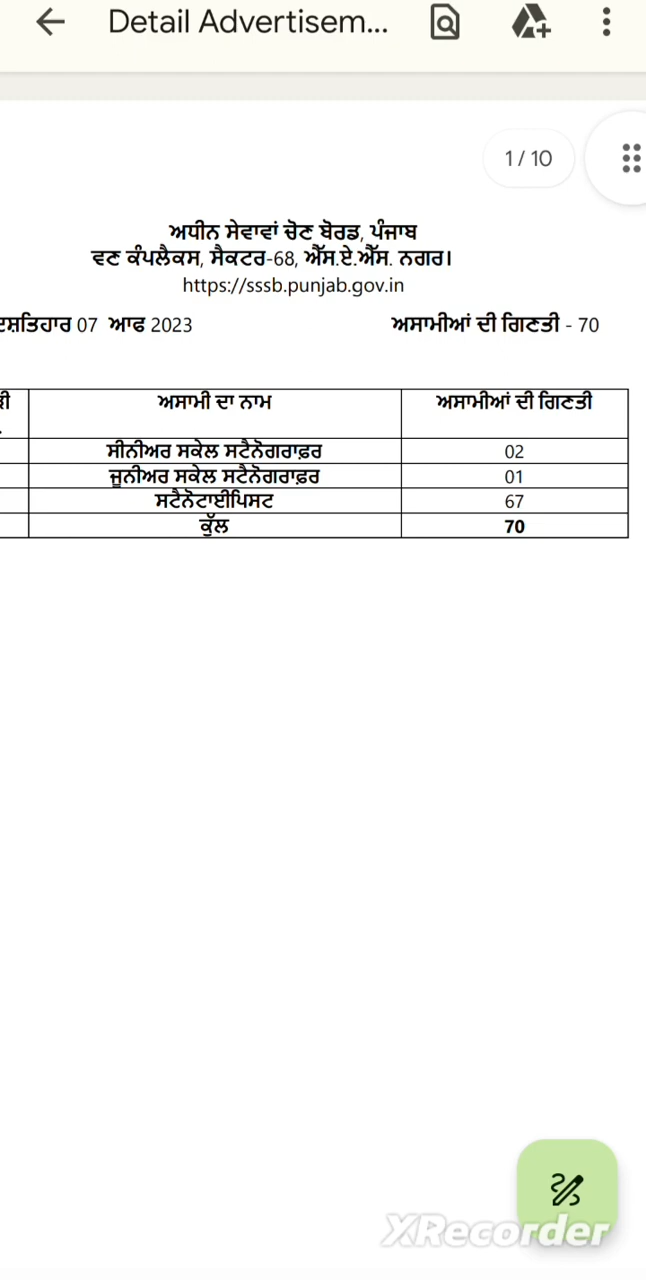 Detail Advertisem...
1 / 10
ਅਧੀਨ ਸੇਵਾਵਾਂ ਚੋਣ ਬੋਰਡ, ਪੰਜਾਬ
ਵਣ ਕੰਪਲੈਕਸ, ਸੈਕਟਰ-68, ਐੱਸ.ਏ.ਐੱਸ. ਨਗਰ।
https://sssb.punjab.gov.in
ਸ਼ਤਿਹਾਰ 07 ਆਫ 2023 ਅਸਾਮੀਆਂ ਦੀ ਗਿਣਤੀ - 70
ਅਸਾਮੀ ਦਾ ਨਾਮ ਅਸਾਮੀਆਂ ਦੀ ਗਿਣਤੀ
ਸੀਨੀਅਰ ਸਕੇਲ ਸਟੈਨੋਗਰਾਫ਼ਰ 02
ਜੂਨੀਅਰ ਸਕੇਲ ਸਟੈਨੋਗਰਾਫ਼ਰ 01
ਸਟੈਨੋਟਾਈਪਿਸਟ 67
ਕੁੱਲ 70
XRecorder